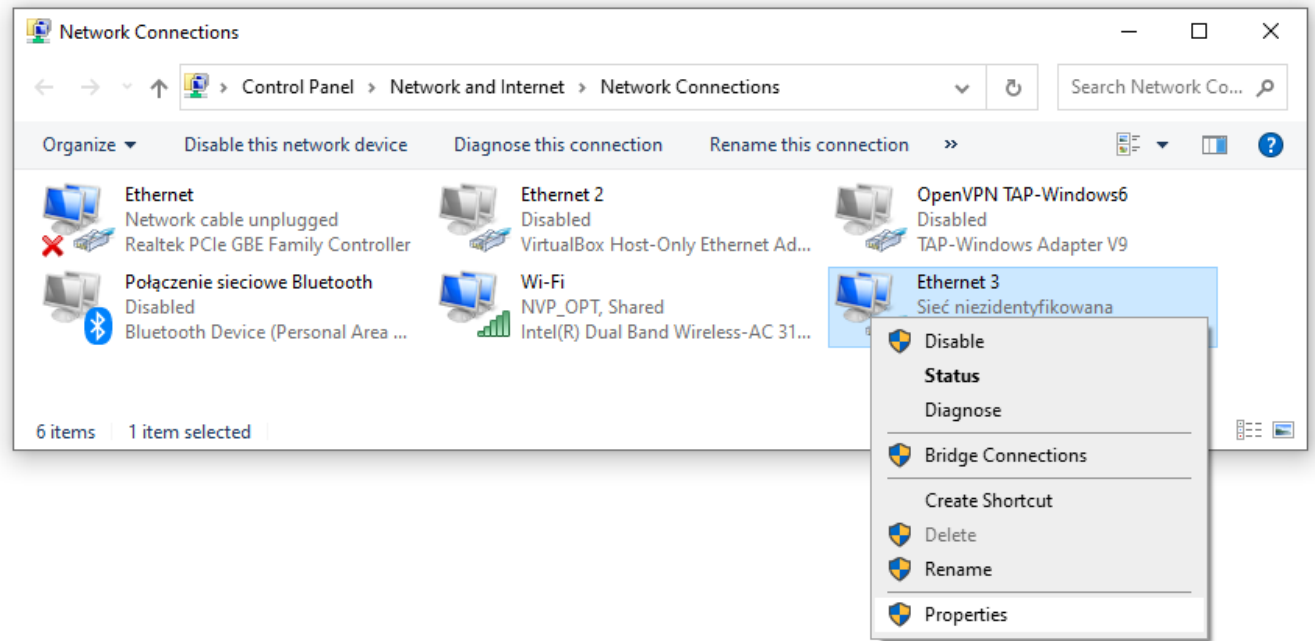 Network Connections
Control Panel > Network and Internet > Network Connections
Search Network Co...
Organize Disable this network device Diagnose this connection Rename this connection »
Ethernet
Network cable unplugged
Realtek PCIe GBE Family Controller
Ethernet 2
Disabled
VirtualBox Host-Only Ethernet Ad...
OpenVPN TAP-Windows6
Disabled
TAP-Windows Adapter V9
Połączenie sieciowe Bluetooth
Disabled
Bluetooth Device (Personal Area ...
Wi-Fi
NVP_OPT, Shared
Intel(R) Dual Band Wireless-AC 31...
Ethernet 3
Sieć niezidentyfikowana
Disable
Status
Diagnose
Bridge Connections
Create Shortcut
Delete
Rename
Properties
6 items 1 item selected